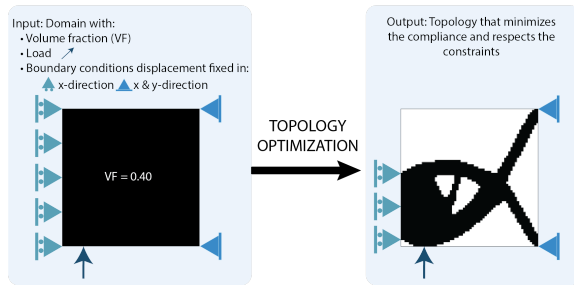 Input: Domain with:
• Volume fraction (VF)
• Load
• Boundary conditions displacement fixed in:
x-direction x & y-direction
VF = 0.40
TOPOLOGY
OPTIMIZATION
Output: Topology that minimizes
the compliance and respects the
constraints